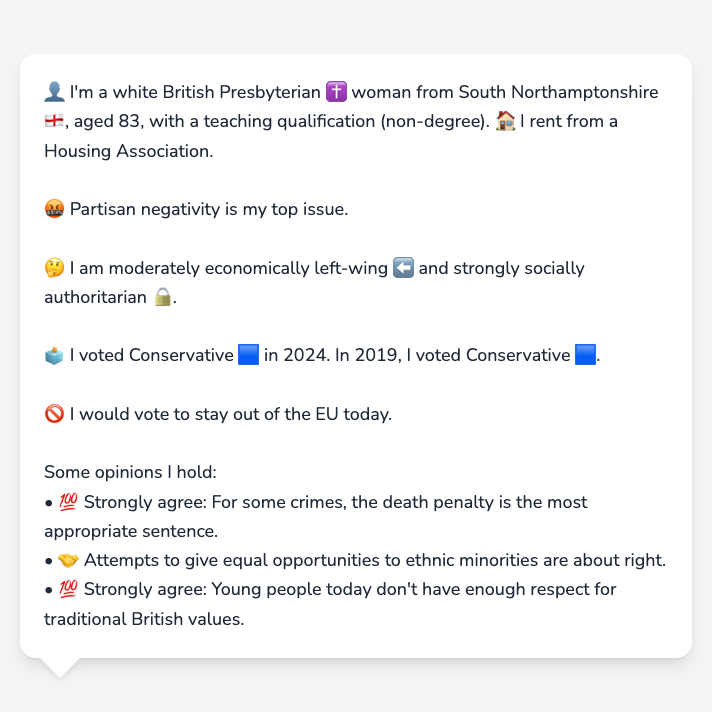 👤 I'm a white British Presbyterian ✝️ woman from South Northamptonshire
🏴󠁧󠁢󠁥󠁮󠁧󠁿, aged 83, with a teaching qualification (non-degree). 🏠 I rent from a
Housing Association.
🤬 Partisan negativity is my top issue.
🤔 I am moderately economically left-wing ⬅️ and strongly socially
authoritarian 🔒.
🗳️ I voted Conservative 🟦 in 2024. In 2019, I voted Conservative 🟦.
🚫 I would vote to stay out of the EU today.
Some opinions I hold:
• 💯 Strongly agree: For some crimes, the death penalty is the most
appropriate sentence.
• 🤝 Attempts to give equal opportunities to ethnic minorities are about right.
• 💯 Strongly agree: Young people today don't have enough respect for
traditional British values.